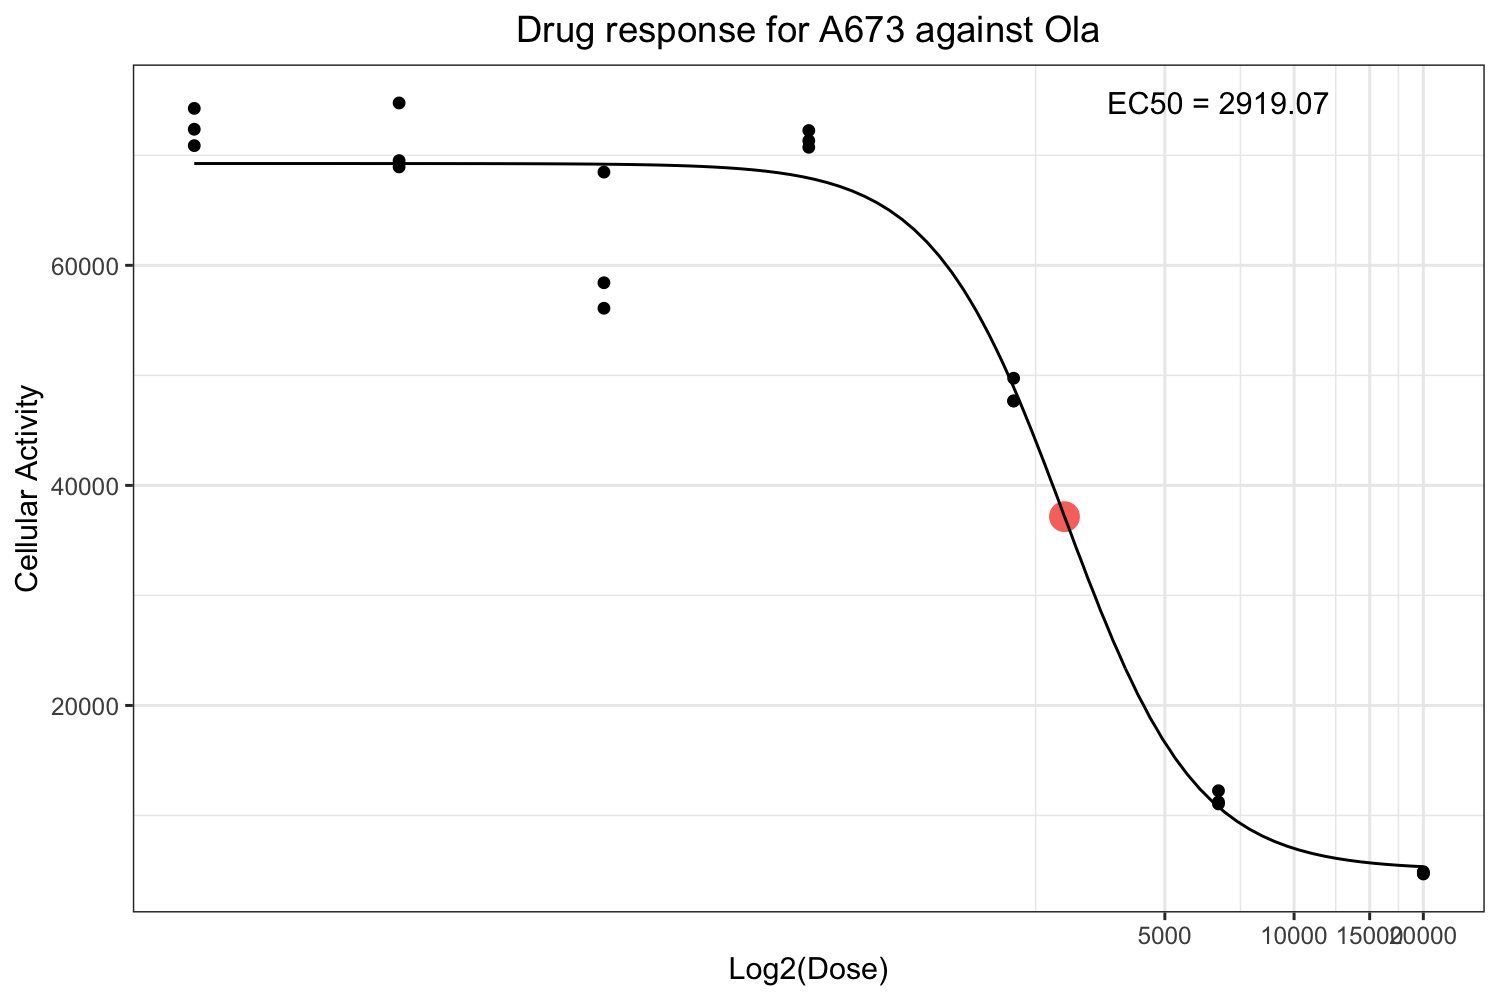 Drug response for A673 against Ola
EC50 = 2919.07
60000
40000
20000
Cellular Activity
5000 10000 15000 20000
Log2(Dose)